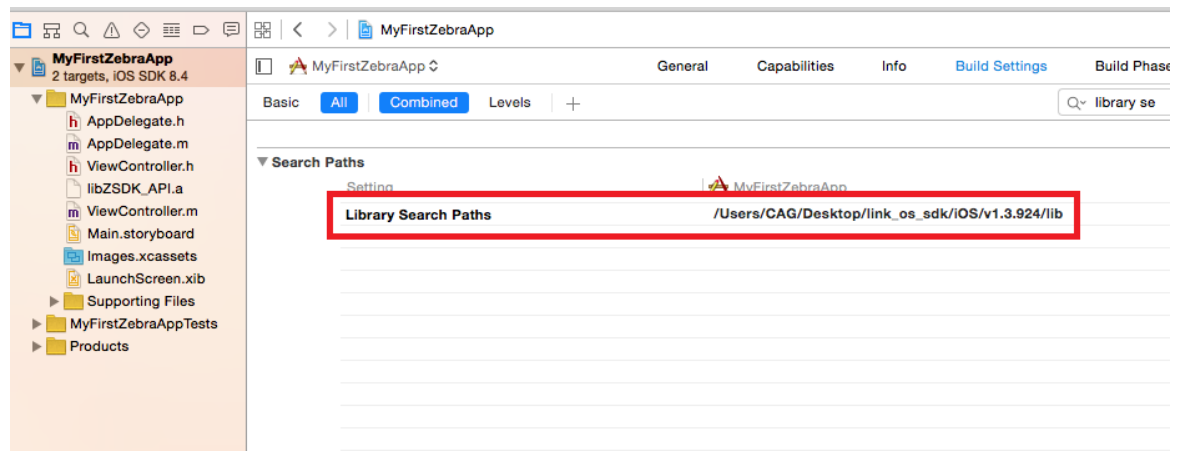 MyFirstZebraApp
MyFirstZebraApp
2 targets, iOS SDK 8.4
MyFirstZebraApp
General Capabilities Info Build Settings Build Phase
MyFirstZebraApp
Basic All Combined Levels
library se
AppDelegate.h
AppDelegate.m
ViewController.h
libZSDK_API.a
ViewController.m
Main.storyboard
Images.xcassets
LaunchScreen.xib
Supporting Files
MyFirstZebraAppTests
Products
Search Paths
Setting MyFirstZebraApp
Library Search Paths /Users/CAG/Desktop/link_os_sdk/iOS/v1.3.924/lib